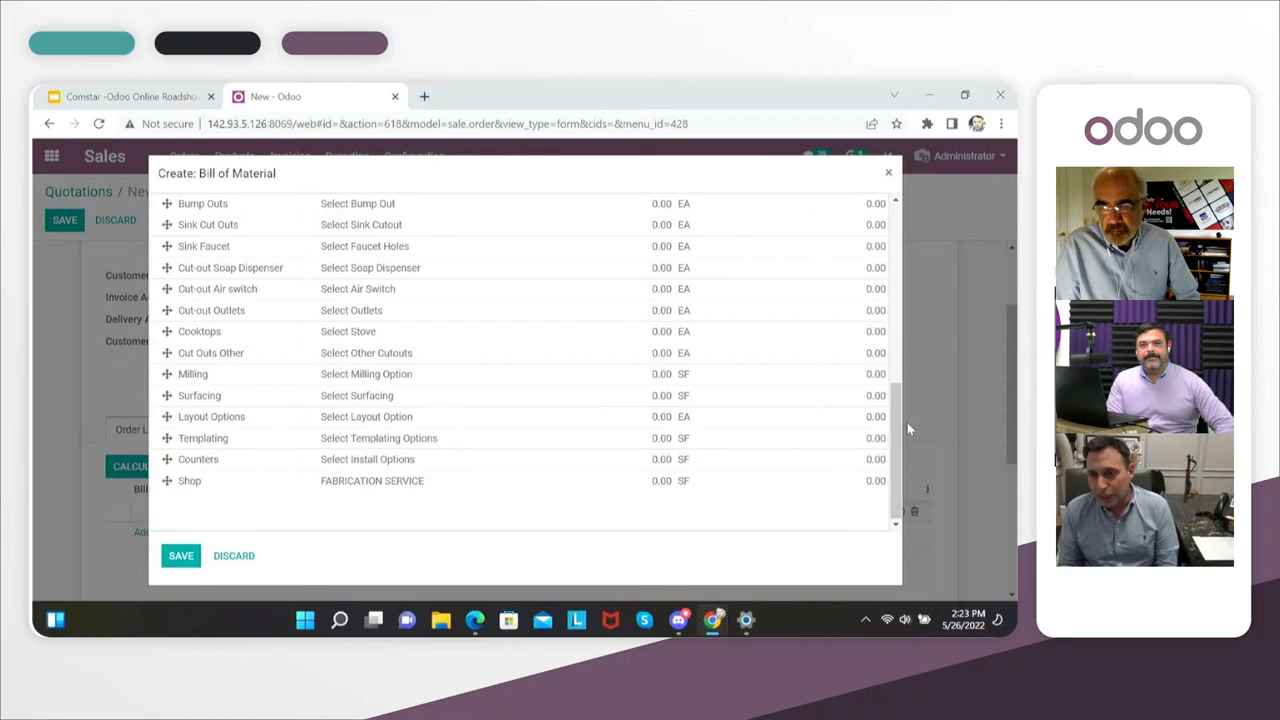 Comstar -Odoo Online Roadsho
New - Odoo
Not secure
142.93.5.126:8069/web#id=&action=618&model=sale.order&view_type=form&cids=&menu_id=428
odoo
Sales
Administrator
Create: Bill of Material
Quotations / New
SAVE
DISCARD
Bump Outs Select Bump Out 0.00 EA 0.00
Sink Cut Outs Select Sink Cutout 0.00 EA 0.00
Sink Faucet Select Faucet Holes 0.00 EA 0.00
Cut-out Soap Dispenser Select Soap Dispenser 0.00 EA 0.00
Cut-out Air switch Select Air Switch 0.00 EA 0.00
Cut-out Outlets Select Outlets 0.00 EA 0.00
Cooktops Select Stove 0.00 EA 0.00
Cut Outs Other Select Other Cutouts 0.00 EA 0.00
Milling Select Milling Option 0.00 SF 0.00
Surfacing Select Surfacing 0.00 SF 0.00
Layout Options Select Layout Option 0.00 EA 0.00
Templating Select Templating Options 0.00 SF 0.00
Counters Select Install Options 0.00 SF 0.00
Shop FABRICATION SERVICE 0.00 SF 0.00
Customer
Invoice A
Delivery A
Customer
Order L
CALCU
Bill
Ad
SAVE
DISCARD
2:23 PM
5/26/2022